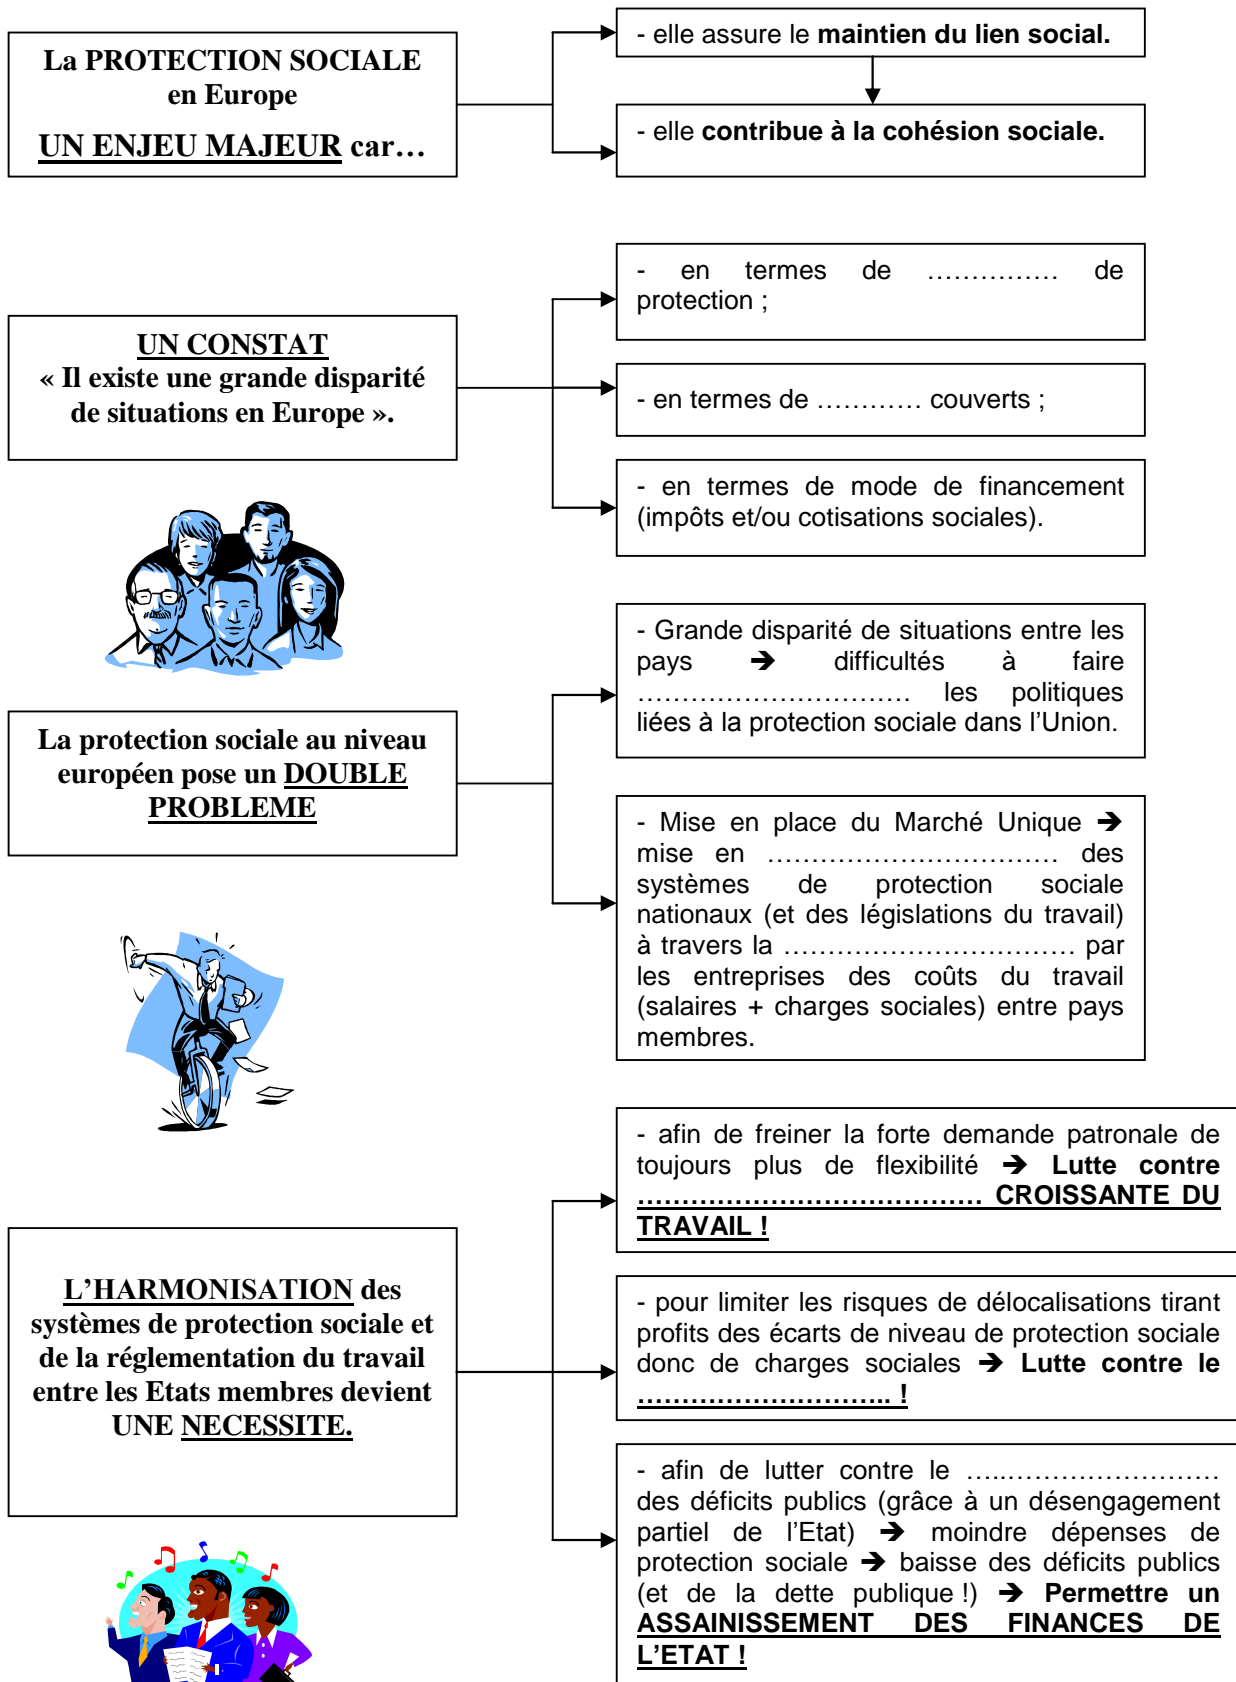 La PROTECTION SOCIALE
en Europe
UN ENJEU MAJEUR car…
- elle assure le maintien du lien social.
- elle contribue à la cohésion sociale.
UN CONSTAT
« Il existe une grande disparité
de situations en Europe ».
- en termes de …………… de
protection ;
- en termes de ………… couverts ;
- en termes de mode de financement
(impôts et/ou cotisations sociales).
La protection sociale au niveau
européen pose un DOUBLE
PROBLEME
- Grande disparité de situations entre les
pays ➔ difficultés à faire
………………………… les politiques
liées à la protection sociale dans l’Union.
- Mise en place du Marché Unique ➔
mise en …………………………… des
systèmes de protection sociale
nationaux (et des législations du travail)
à travers la …………………………… par
les entreprises des coûts du travail
(salaires + charges sociales) entre pays
membres.
L’HARMONISATION des
systèmes de protection sociale et
de la réglementation du travail
entre les Etats membres devient
UNE NECESSITE.
- afin de freiner la forte demande patronale de
toujours plus de flexibilité ➔ Lutte contre
………………………………… CROISSANTE DU
TRAVAIL !
- pour limiter les risques de délocalisations tirant
profits des écarts de niveau de protection sociale
donc de charges sociales ➔ Lutte contre le
……………………….. !
- afin de lutter contre le …..……………………
des déficits publics (grâce à un désengagement
partiel de l’Etat) ➔ moindre dépenses de
protection sociale ➔ baisse des déficits publics
(et de la dette publique !) ➔ Permettre un
ASSAINISSEMENT DES FINANCES DE
L’ETAT !